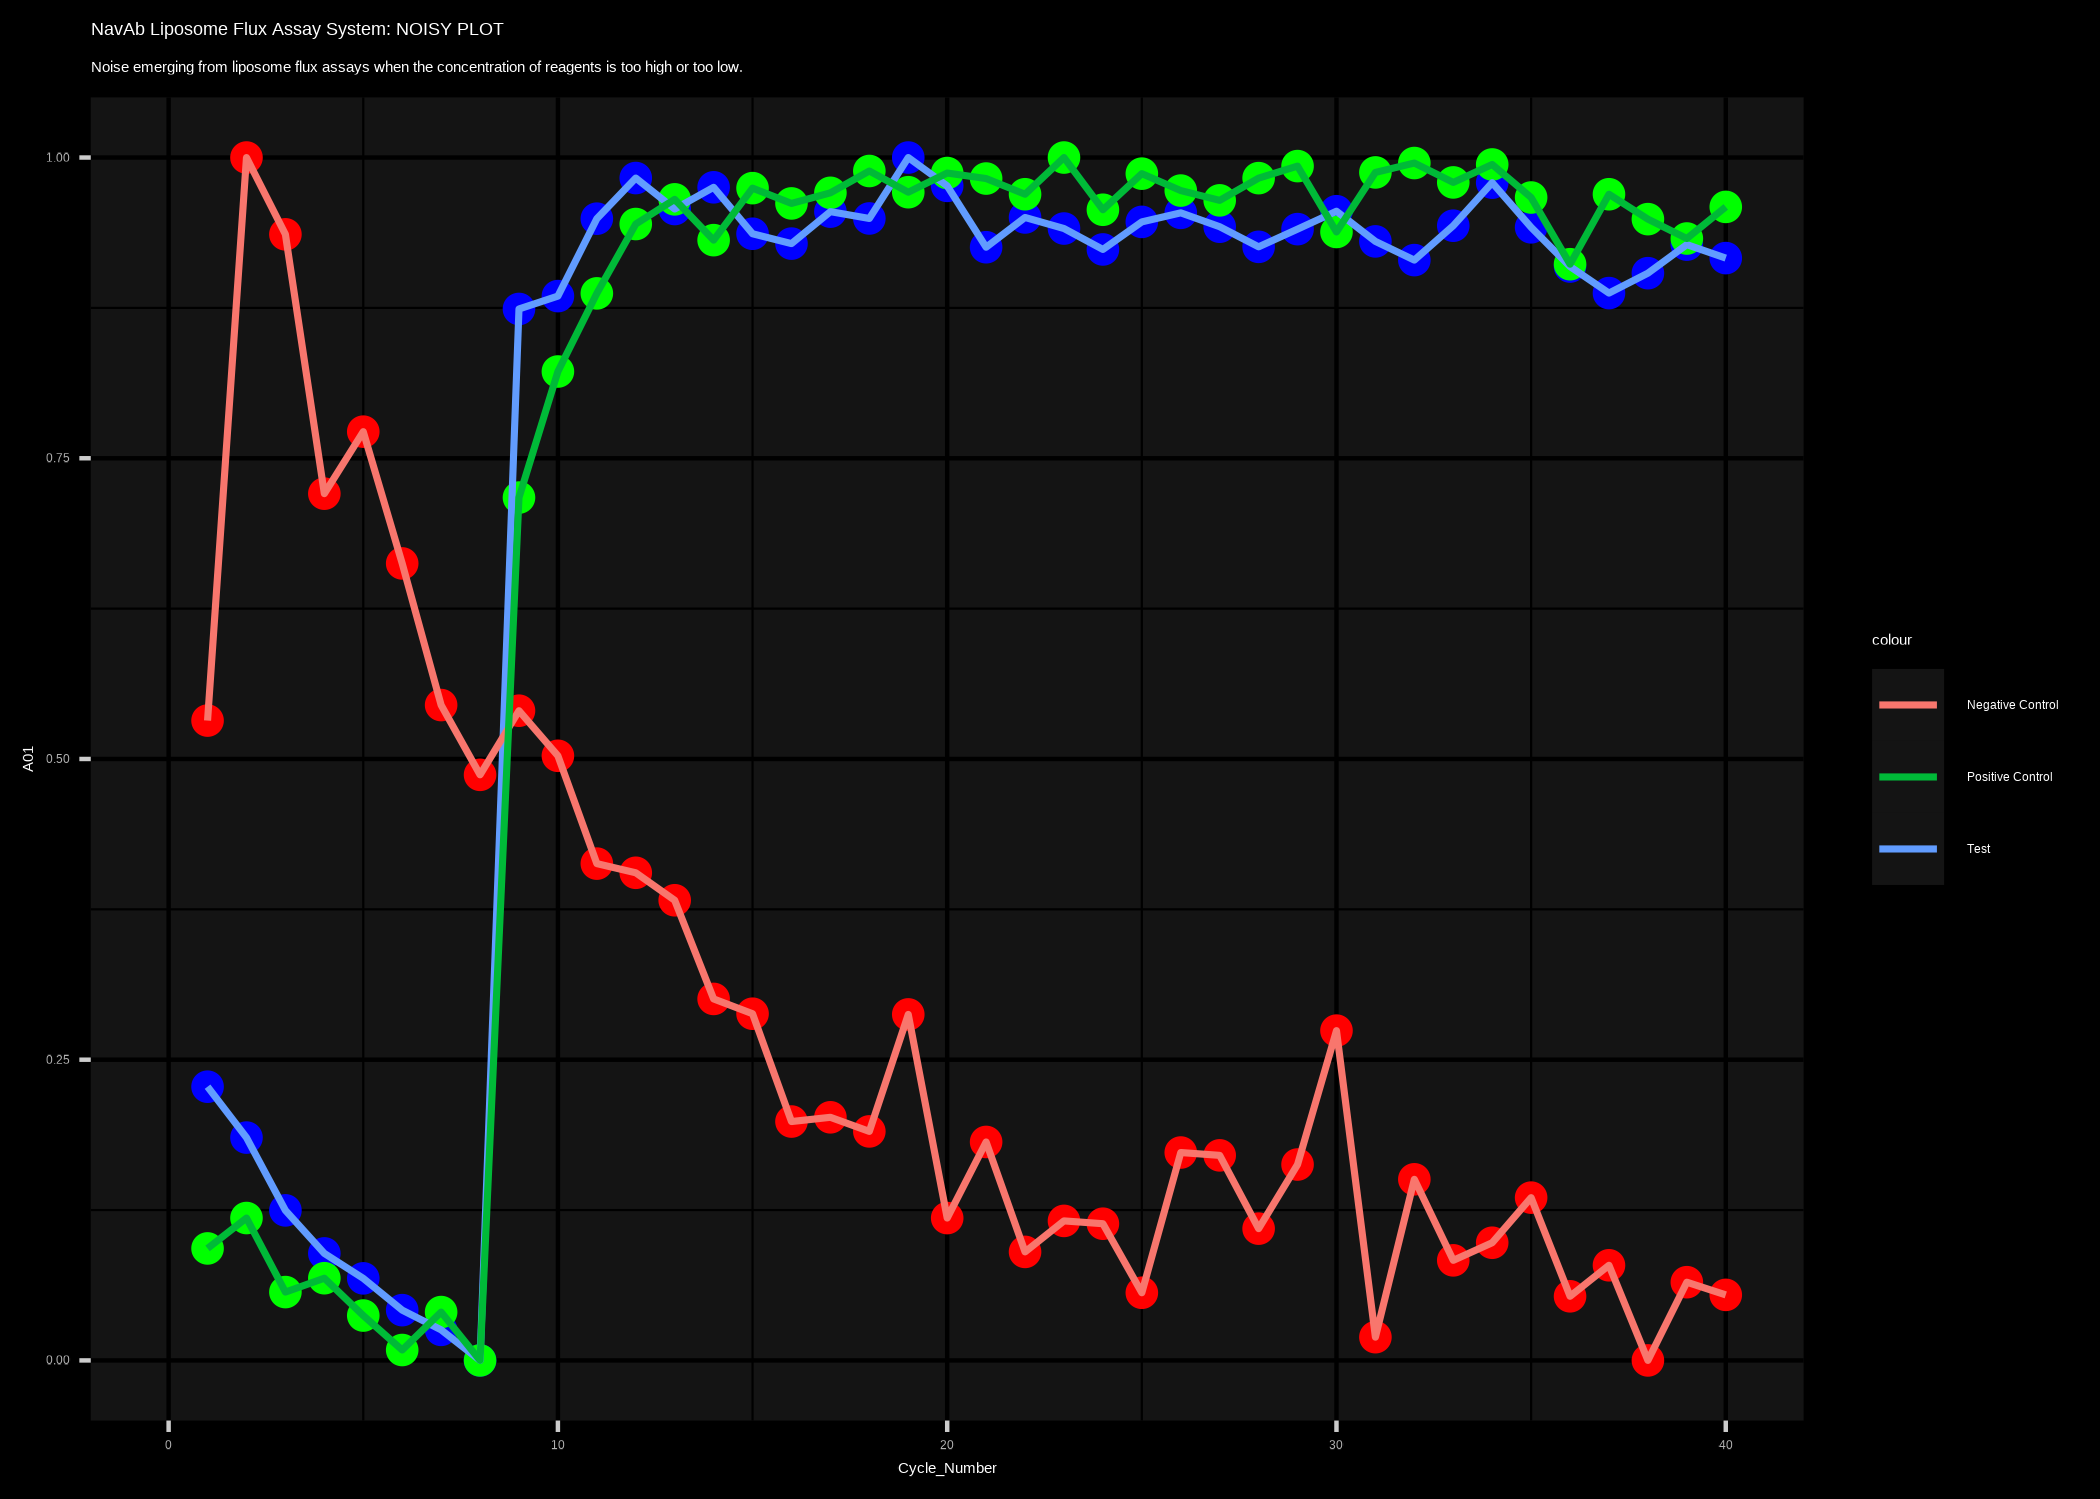 NavAb Liposome Flux Assay System: NOISY PLOT
Noise emerging from liposome flux assays when the concentration of reagents is too high or too low.
1.00
0.75
0.50
0.25
0.00
A01
0 10 20 30 40
Cycle_Number
colour
Negative Control
Positive Control
Test